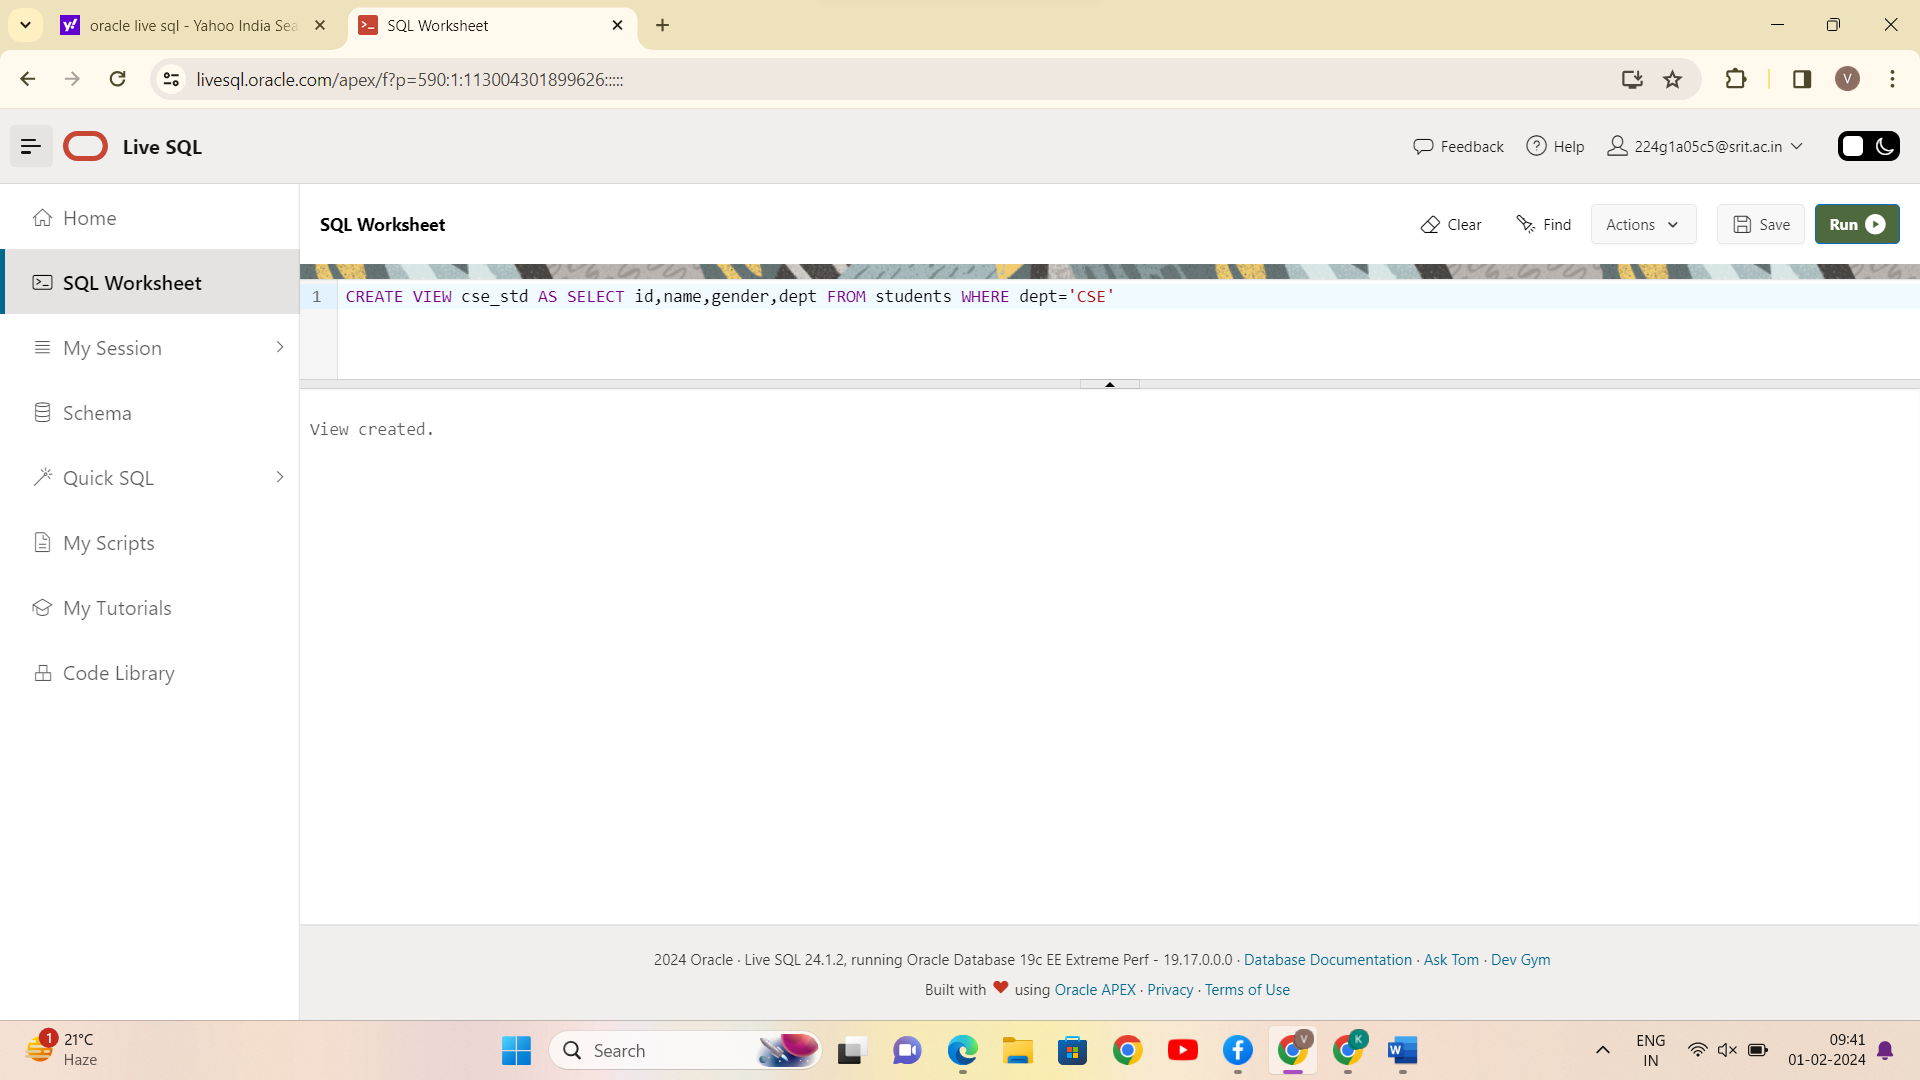 oracle live sql - Yahoo India Sea
SQL Worksheet
livesql.oracle.com/apex/f?p=590:1:113004301899626:::::
V
Live SQL
Feedback
Help
224g1a05c5@srit.ac.in
Home
SQL Worksheet
My Session
Schema
Quick SQL
My Scripts
My Tutorials
Code Library
SQL Worksheet
Clear
Find
Actions
Save
Run
1 CREATE VIEW cse_std AS SELECT id,name,gender,dept FROM students WHERE dept='CSE'
View created.
2024 Oracle · Live SQL 24.1.2, running Oracle Database 19c EE Extreme Perf - 19.17.0.0.0 · Database Documentation · Ask Tom · Dev Gym
Built with ❤ using Oracle APEX · Privacy · Terms of Use
1
21°C
Haze
Search
V
K
W
ENG
IN
09:41
01-02-2024